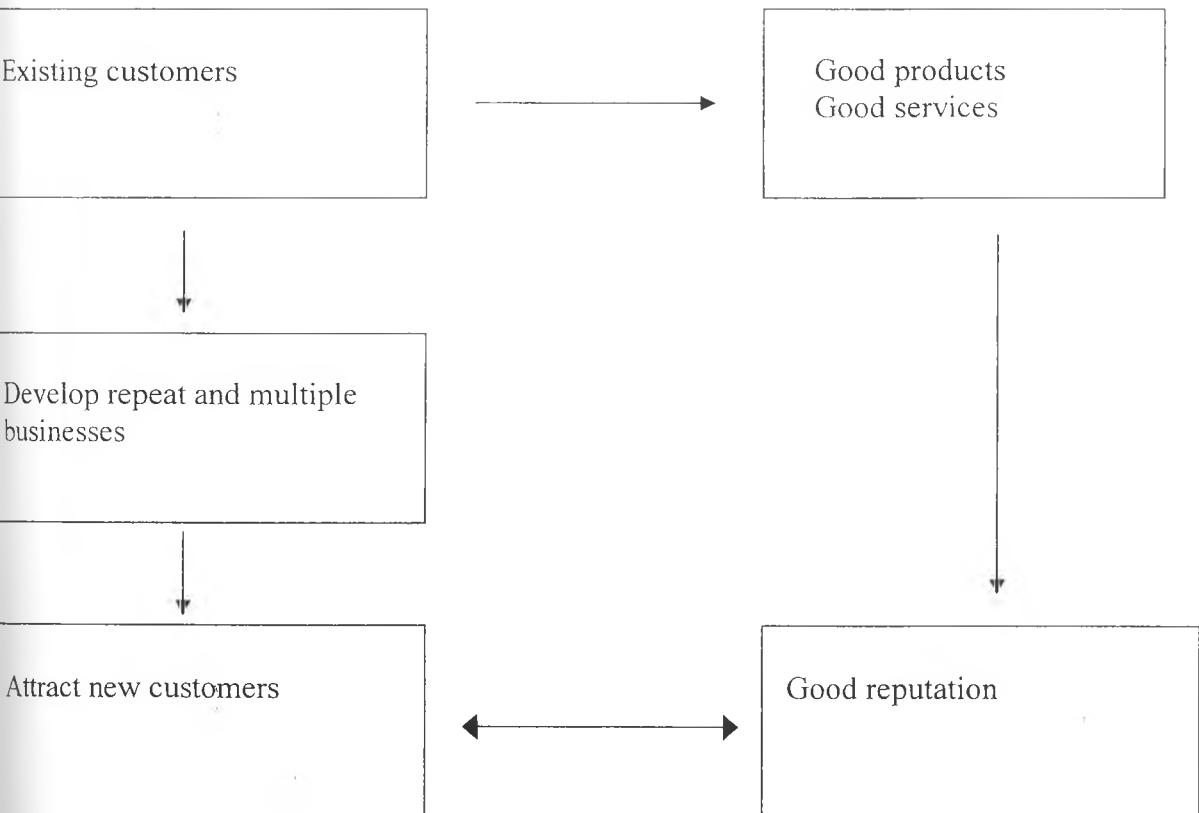 Existing customers
Good products
Good services
Develop repeat and multiple
businesses
Attract new customers
Good reputation